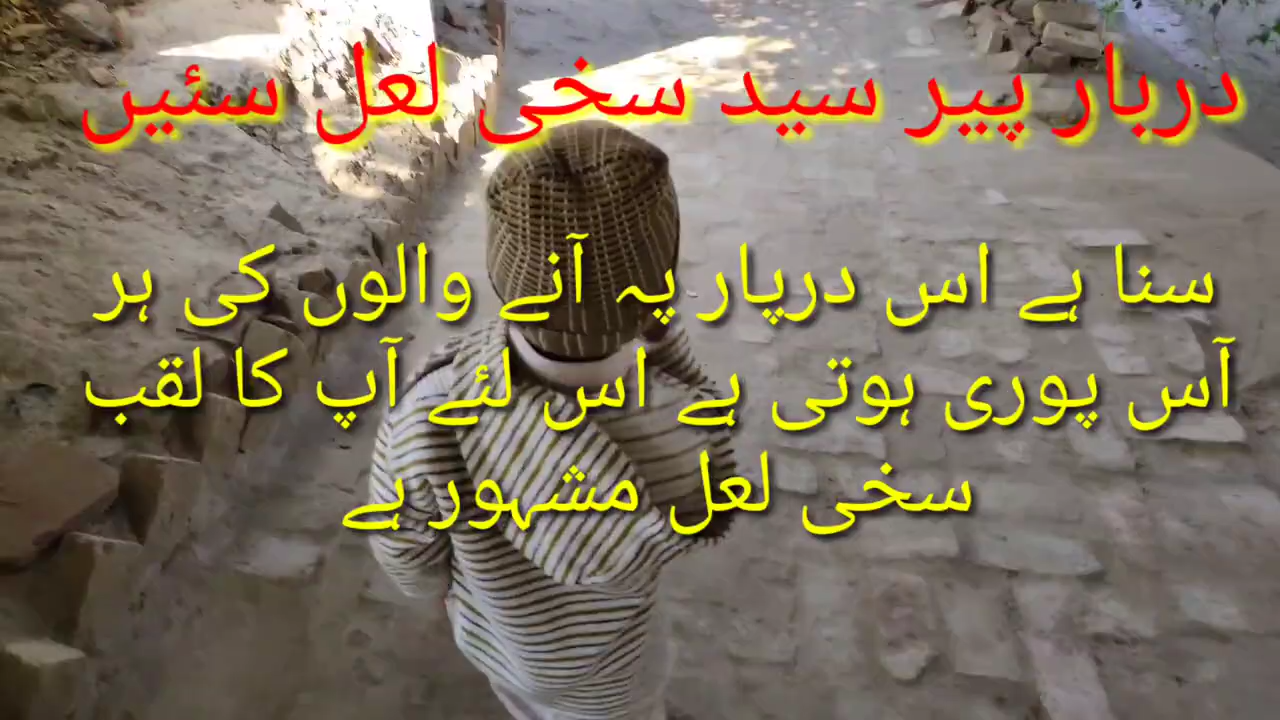 دربار پیر سید سخی لعل سئیں
سنا ہے اس درپار پہ آنے والوں کی ہر
آس پوری ہوتی ہے اس لئے آپ کا لقب
سخی لعل مشہور ہے